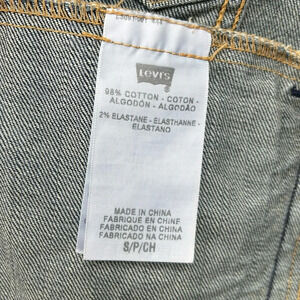 Levi's
98% COTTON - COTON -
ALGODÓN - ALGODÃO
2% ELASTANE - ÉLASTHANNE -
ELASTANO
MADE IN CHINA
FABRIQUÉ EN CHINE
FABRICADO EN CHINA
FABRICADO NA CHINA
S/P/CH